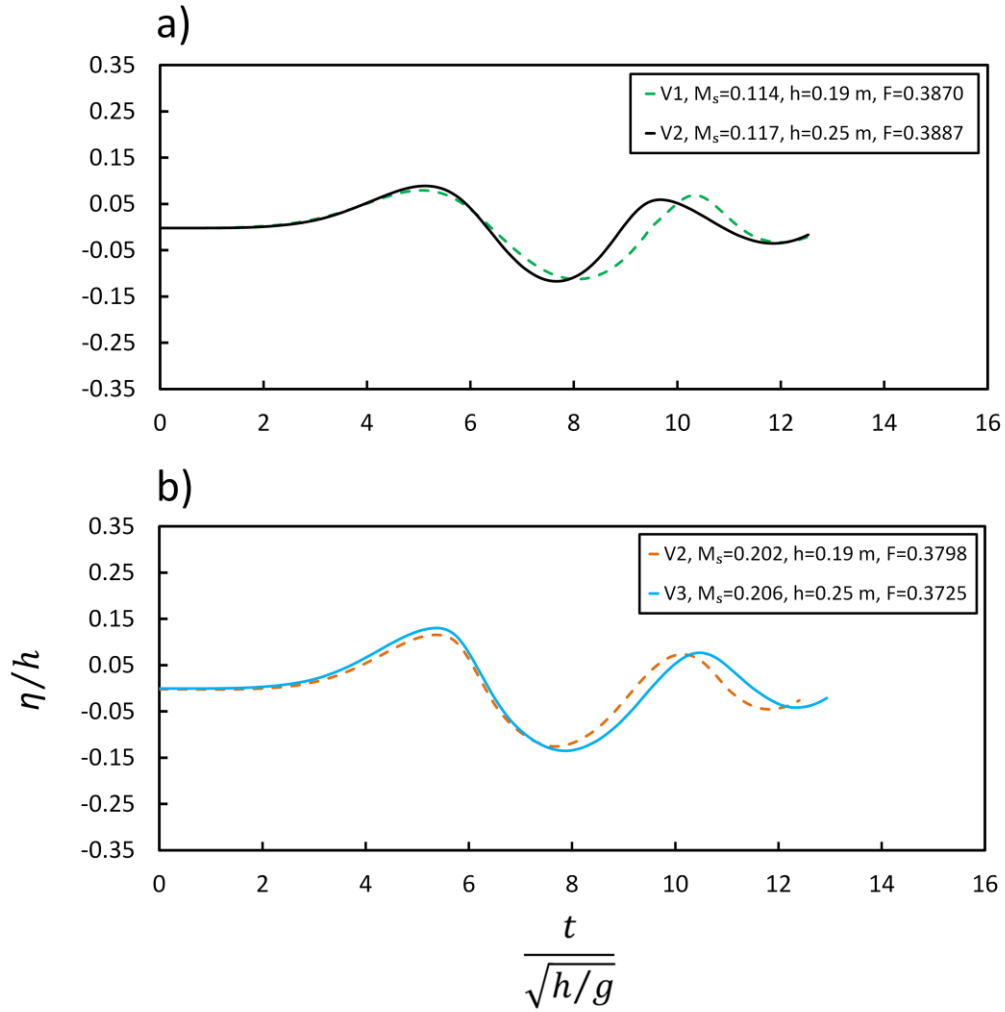 a)
0.35
0.25
0.15
0.05
-0.05
-0.15
-0.25
-0.35
V1, Mₛ=0.114, h=0.19 m, F=0.3870
V2, Mₛ=0.117, h=0.25 m, F=0.3887
0 2 4 6 8 10 12 14 16
b)
0.35
0.25
0.15
0.05
-0.05
-0.15
-0.25
-0.35
V2, Mₛ=0.202, h=0.19 m, F=0.3798
V3, Mₛ=0.206, h=0.25 m, F=0.3725
0 2 4 6 8 10 12 14 16
η/h
t
√h/g